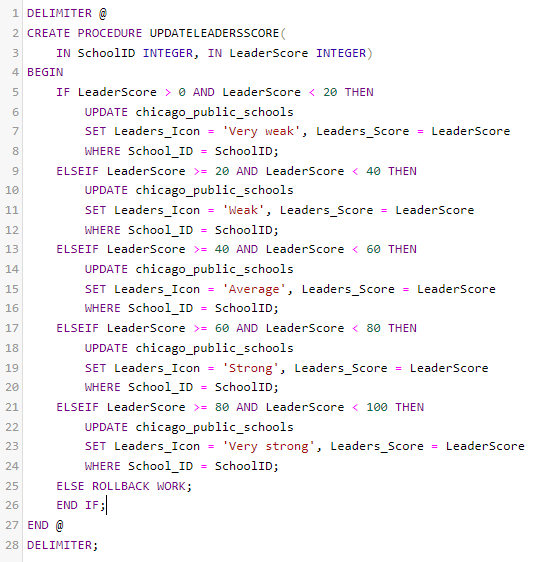 1 DELIMITER @
2 CREATE PROCEDURE UPDATELEADERSSCORE(
3 IN SchoolID INTEGER, IN LeaderScore INTEGER)
4 BEGIN
5 IF LeaderScore > 0 AND LeaderScore < 20 THEN
6 UPDATE chicago_public_schools
7 SET Leaders_Icon = 'Very weak', Leaders_Score = LeaderScore
8 WHERE School_ID = SchoolID;
9 ELSEIF LeaderScore >= 20 AND LeaderScore < 40 THEN
10 UPDATE chicago_public_schools
11 SET Leaders_Icon = 'Weak', Leaders_Score = LeaderScore
12 WHERE School_ID = SchoolID;
13 ELSEIF LeaderScore >= 40 AND LeaderScore < 60 THEN
14 UPDATE chicago_public_schools
15 SET Leaders_Icon = 'Average', Leaders_Score = LeaderScore
16 WHERE School_ID = SchoolID;
17 ELSEIF LeaderScore >= 60 AND LeaderScore < 80 THEN
18 UPDATE chicago_public_schools
19 SET Leaders_Icon = 'Strong', Leaders_Score = LeaderScore
20 WHERE School_ID = SchoolID;
21 ELSEIF LeaderScore >= 80 AND LeaderScore < 100 THEN
22 UPDATE chicago_public_schools
23 SET Leaders_Icon = 'Very strong', Leaders_Score = LeaderScore
24 WHERE School_ID = SchoolID;
25 ELSE ROLLBACK WORK;
26 END IF;
27 END @
28 DELIMITER;